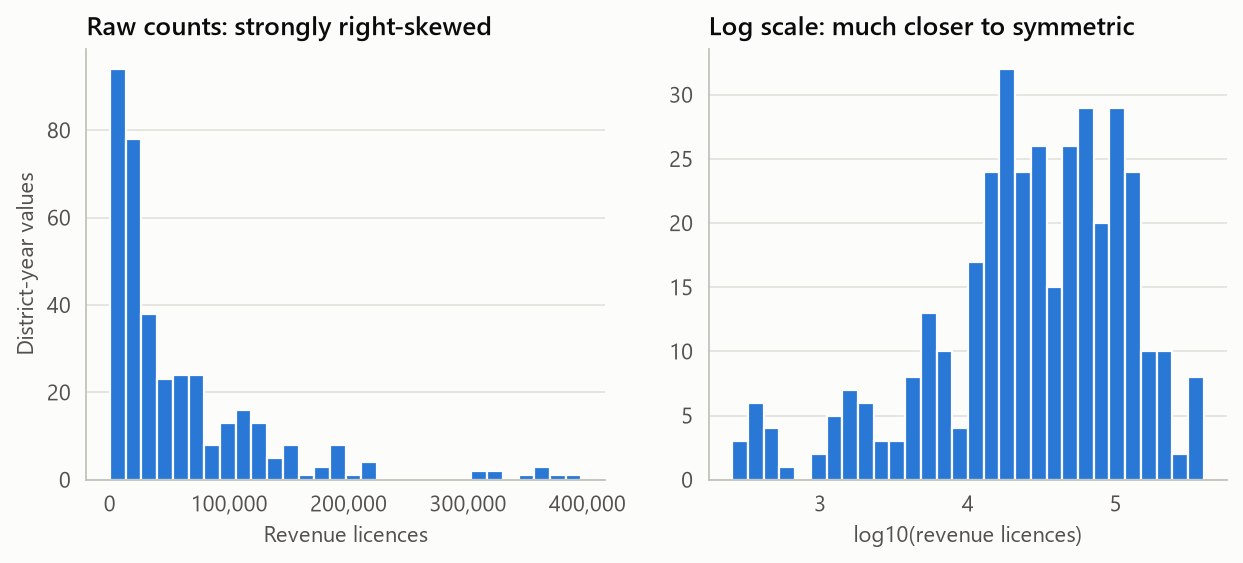 Raw counts: strongly right-skewed
District-year values
80
60
40
20
0
0 100,000 200,000 300,000 400,000
Revenue licences
Log scale: much closer to symmetric
30
25
20
15
10
5
0
3 4 5
log10(revenue licences)